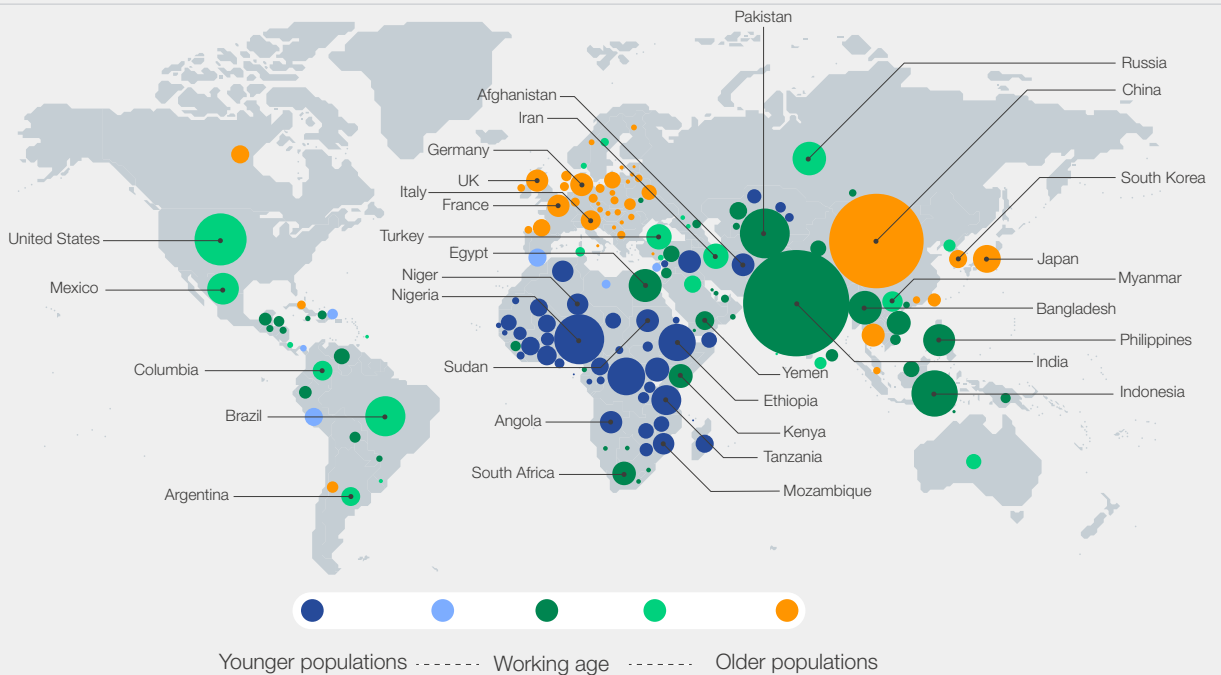 Pakistan
Russia
China
Afghanistan
Iran
Germany
South Korea
UK
Italy
France
United States
Turkey
Egypt
Japan
Niger
Myanmar
Mexico
Nigeria
Bangladesh
Philippines
India
Sudan
Columbia
Yemen
Indonesia
Ethiopia
Brazil
Angola
Kenya
Tanzania
South Africa
Mozambique
Argentina
Younger populations
Working age
Older populations